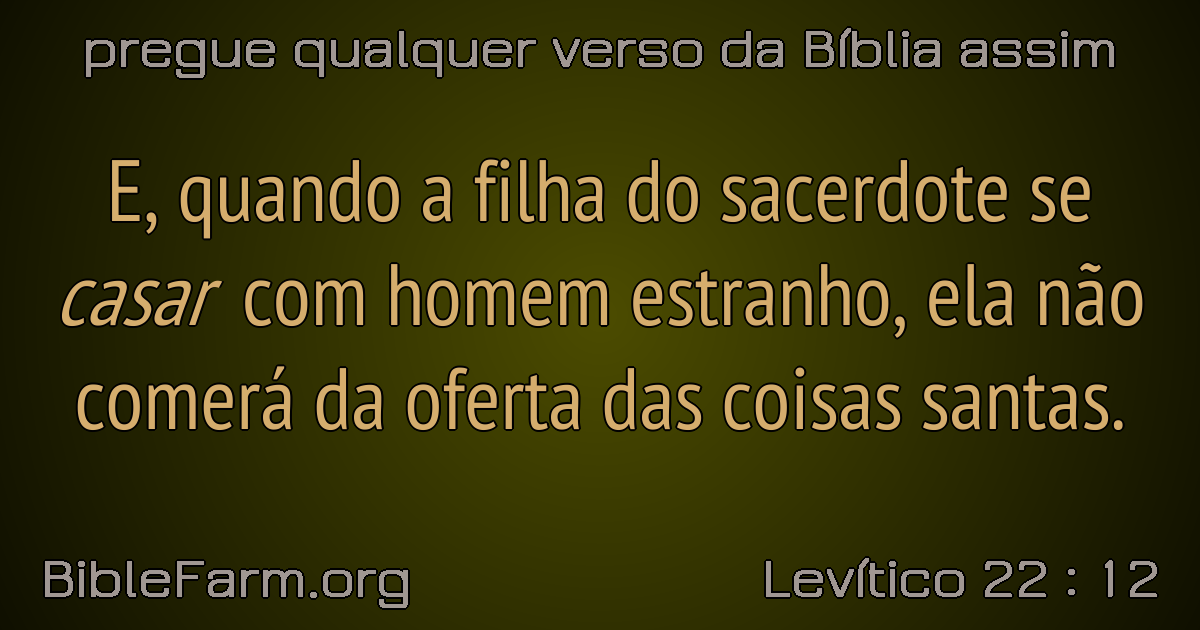 pregue qualquer verso da Bíblia assim
E, quando a filha do sacerdote se
casar com homem estranho, ela não
comerá da oferta das coisas santas.
BibleFarm.org
Levítico 22 : 12